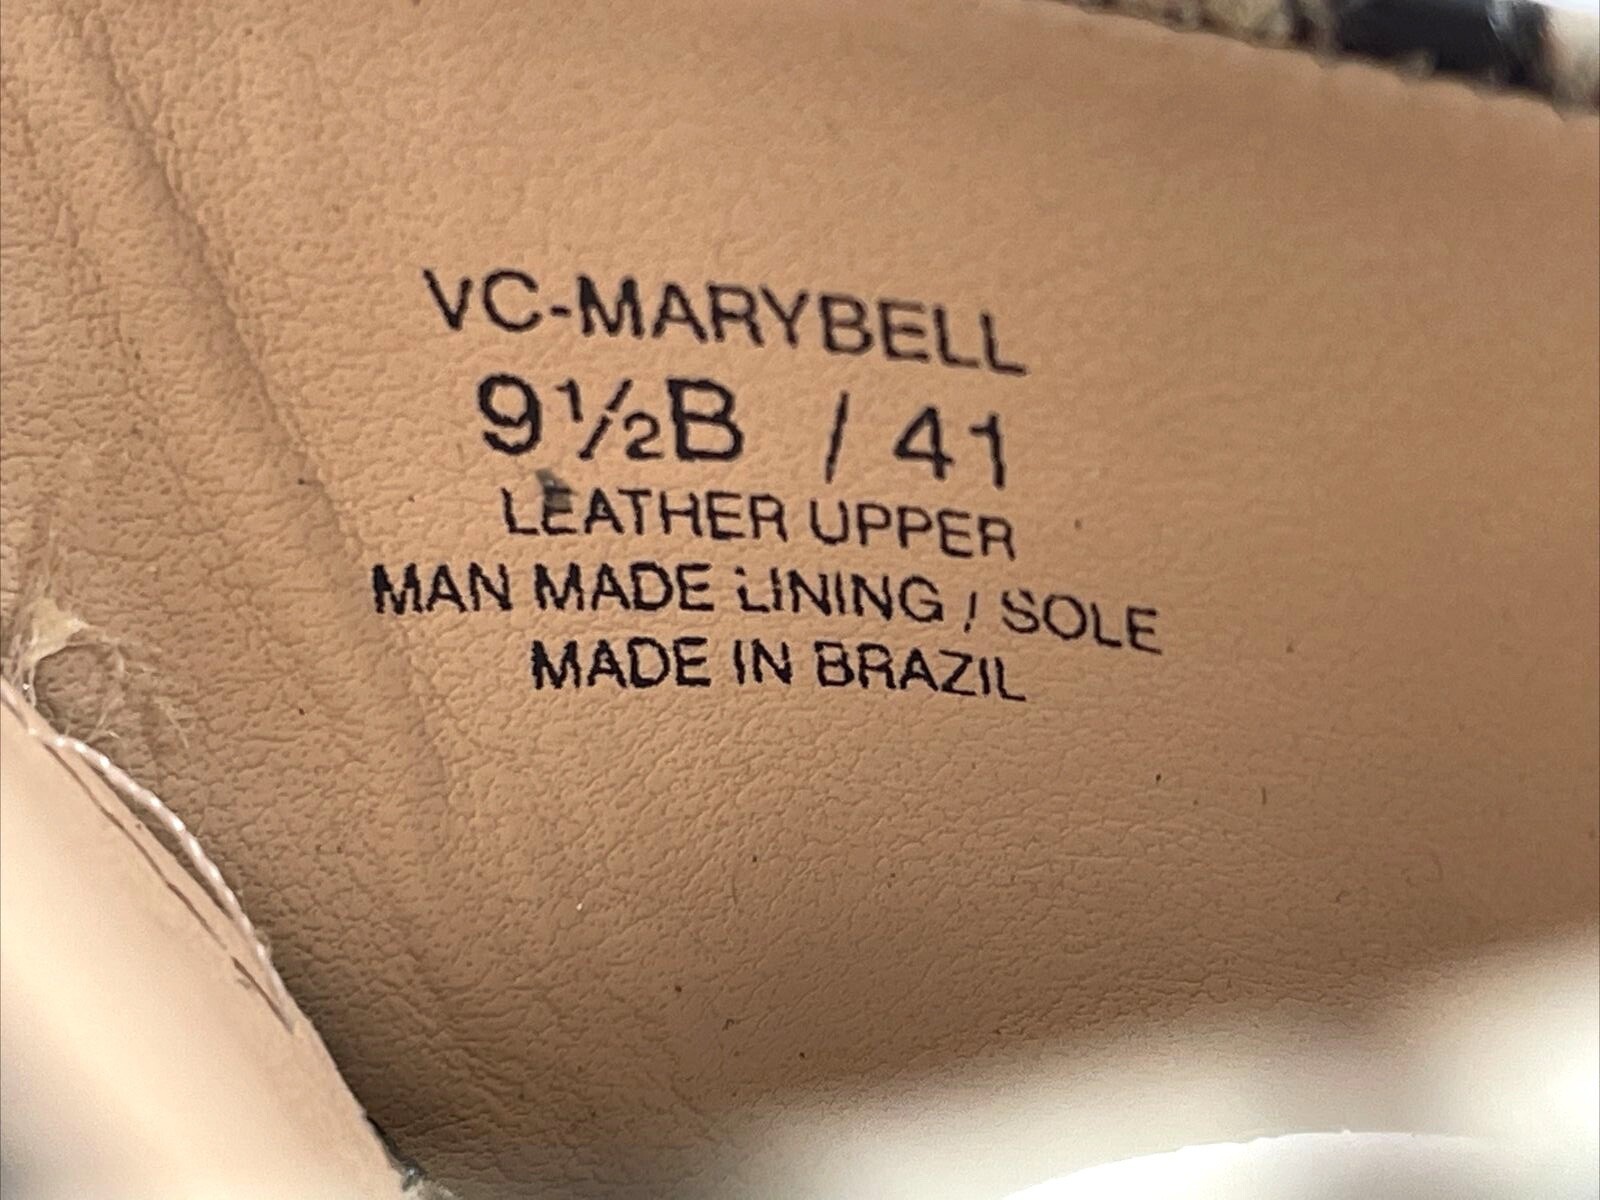 VC-MARYBELL
9½B / 41
LEATHER UPPER
MAN MADE LINING / SOLE
MADE IN BRAZIL